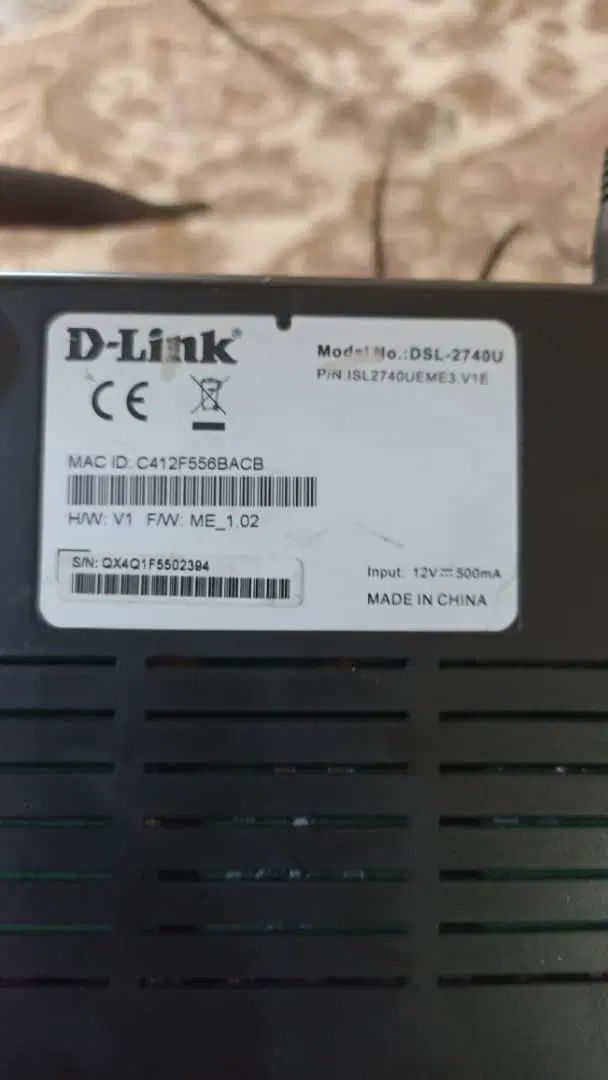 D-Link®
Model No.:DSL-2740U
P/N:ISL2740UEME3.V1E
CE
MAC ID: C412F556BACB
H/W: V1 F/W: ME_1.02
S/N: QX4Q1F5502394
Input: 12V⎓500mA
MADE IN CHINA